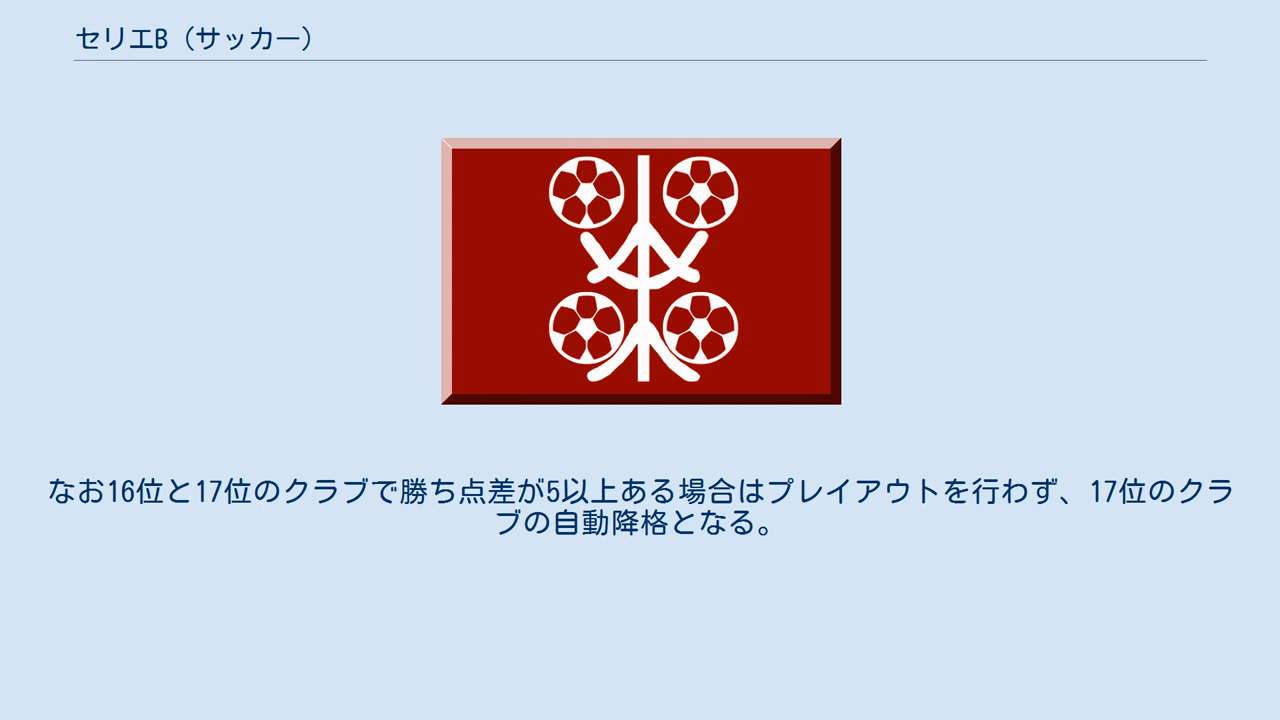 セリエB（サッカー）
なお16位と17位のクラブで勝ち点差が5以上ある場合はプレイアウトを行わず、17位のクラ
ブの自動降格となる。